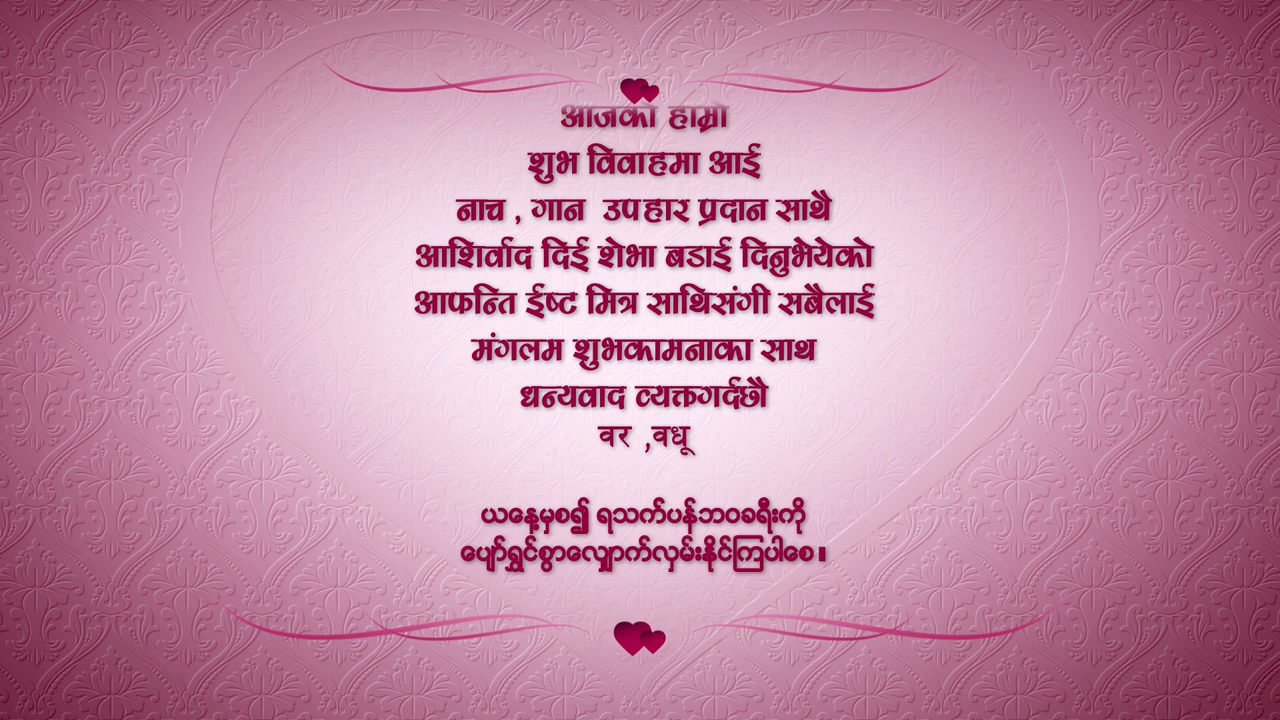 आजको हाम्रो
शुभ विवाहमा आई
नाच , गान उपहार प्रदान साथै
आशिर्वाद दिई शेभा बडाई दिनुभेयेको
आफन्ति ईष्ट मित्र साथिसंगी सबैलाई
मंगलम शुभकामनाका साथ
धन्यवाद व्यक्तगर्दछौ
वर ,वधू
ယနေ့မှစ၍ ရသက်ပန်ဘဝခရီးကို
ပျော်ရွှင်စွာလျှောက်လှမ်းနိုင်ကြပါစေ။